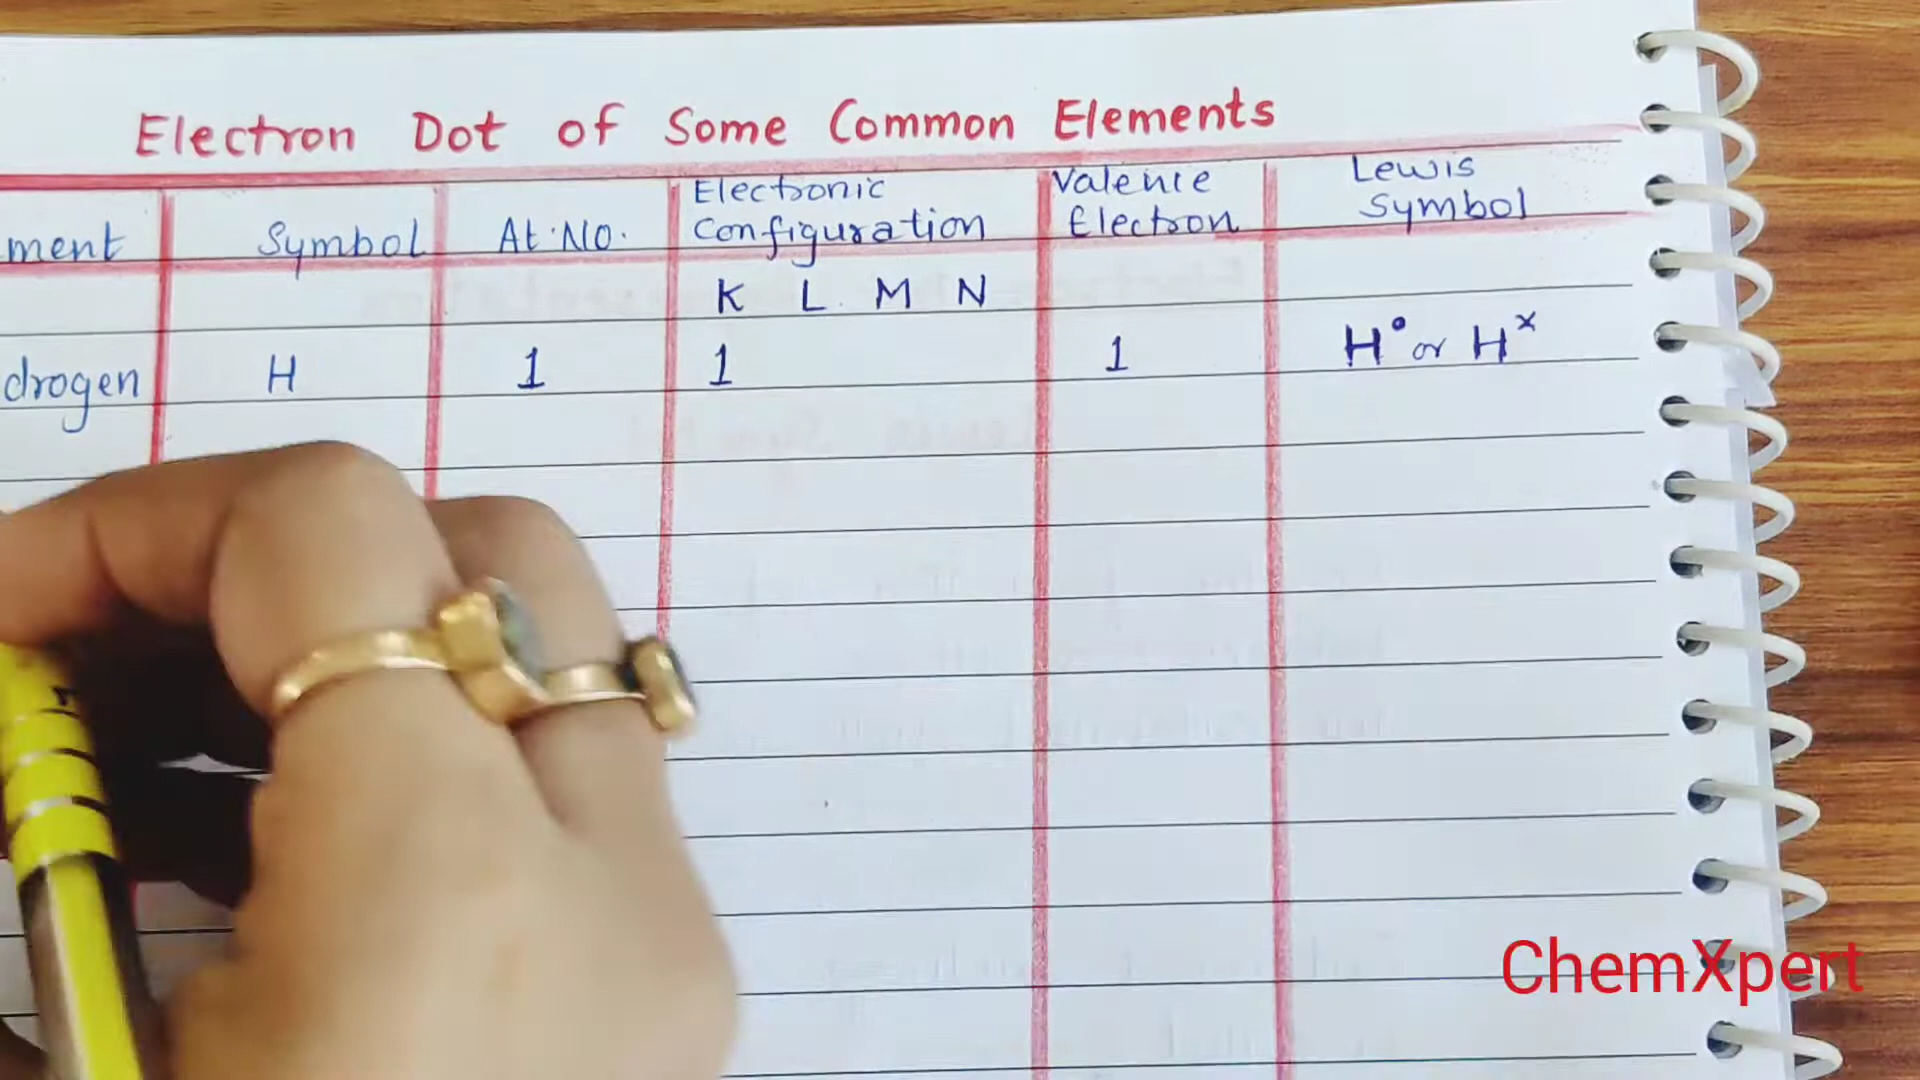 Electron Dot of Some Common Elements
ment Symbol At. No. Electronic Configuration Valence Electron Lewis Symbol
K L M N
drogen H 1 1 1 H• or Hx
ChemXpert